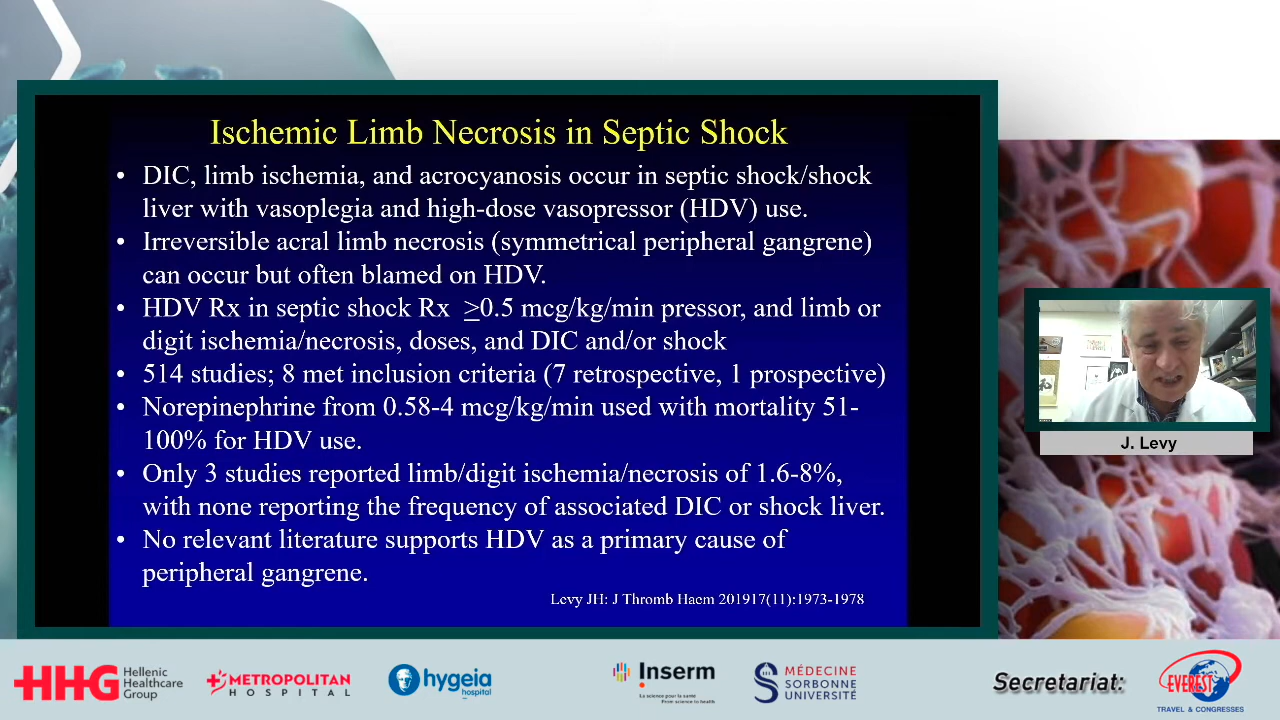 Ischemic Limb Necrosis in Septic Shock
• DIC, limb ischemia, and acrocyanosis occur in septic shock/shock
liver with vasoplegia and high-dose vasopressor (HDV) use.
• Irreversible acral limb necrosis (symmetrical peripheral gangrene)
can occur but often blamed on HDV.
• HDV Rx in septic shock Rx ≥0.5 mcg/kg/min pressor, and limb or
digit ischemia/necrosis, doses, and DIC and/or shock
• 514 studies; 8 met inclusion criteria (7 retrospective, 1 prospective)
• Norepinephrine from 0.58-4 mcg/kg/min used with mortality 51-
100% for HDV use.
• Only 3 studies reported limb/digit ischemia/necrosis of 1.6-8%,
with none reporting the frequency of associated DIC or shock liver.
• No relevant literature supports HDV as a primary cause of
peripheral gangrene.
Levy JH: J Thromb Haem 201917(11):1973-1978
J. Levy
HHG Hellenic
Healthcare
Group
METROPOLITAN
HOSPITAL
hygeia
hospital
Inserm
La science pour la santé
From science to health
MÉDECINE
SORBONNE
UNIVERSITÉ
Secretariat:
EVEREST
TRAVEL & CONGRESSES